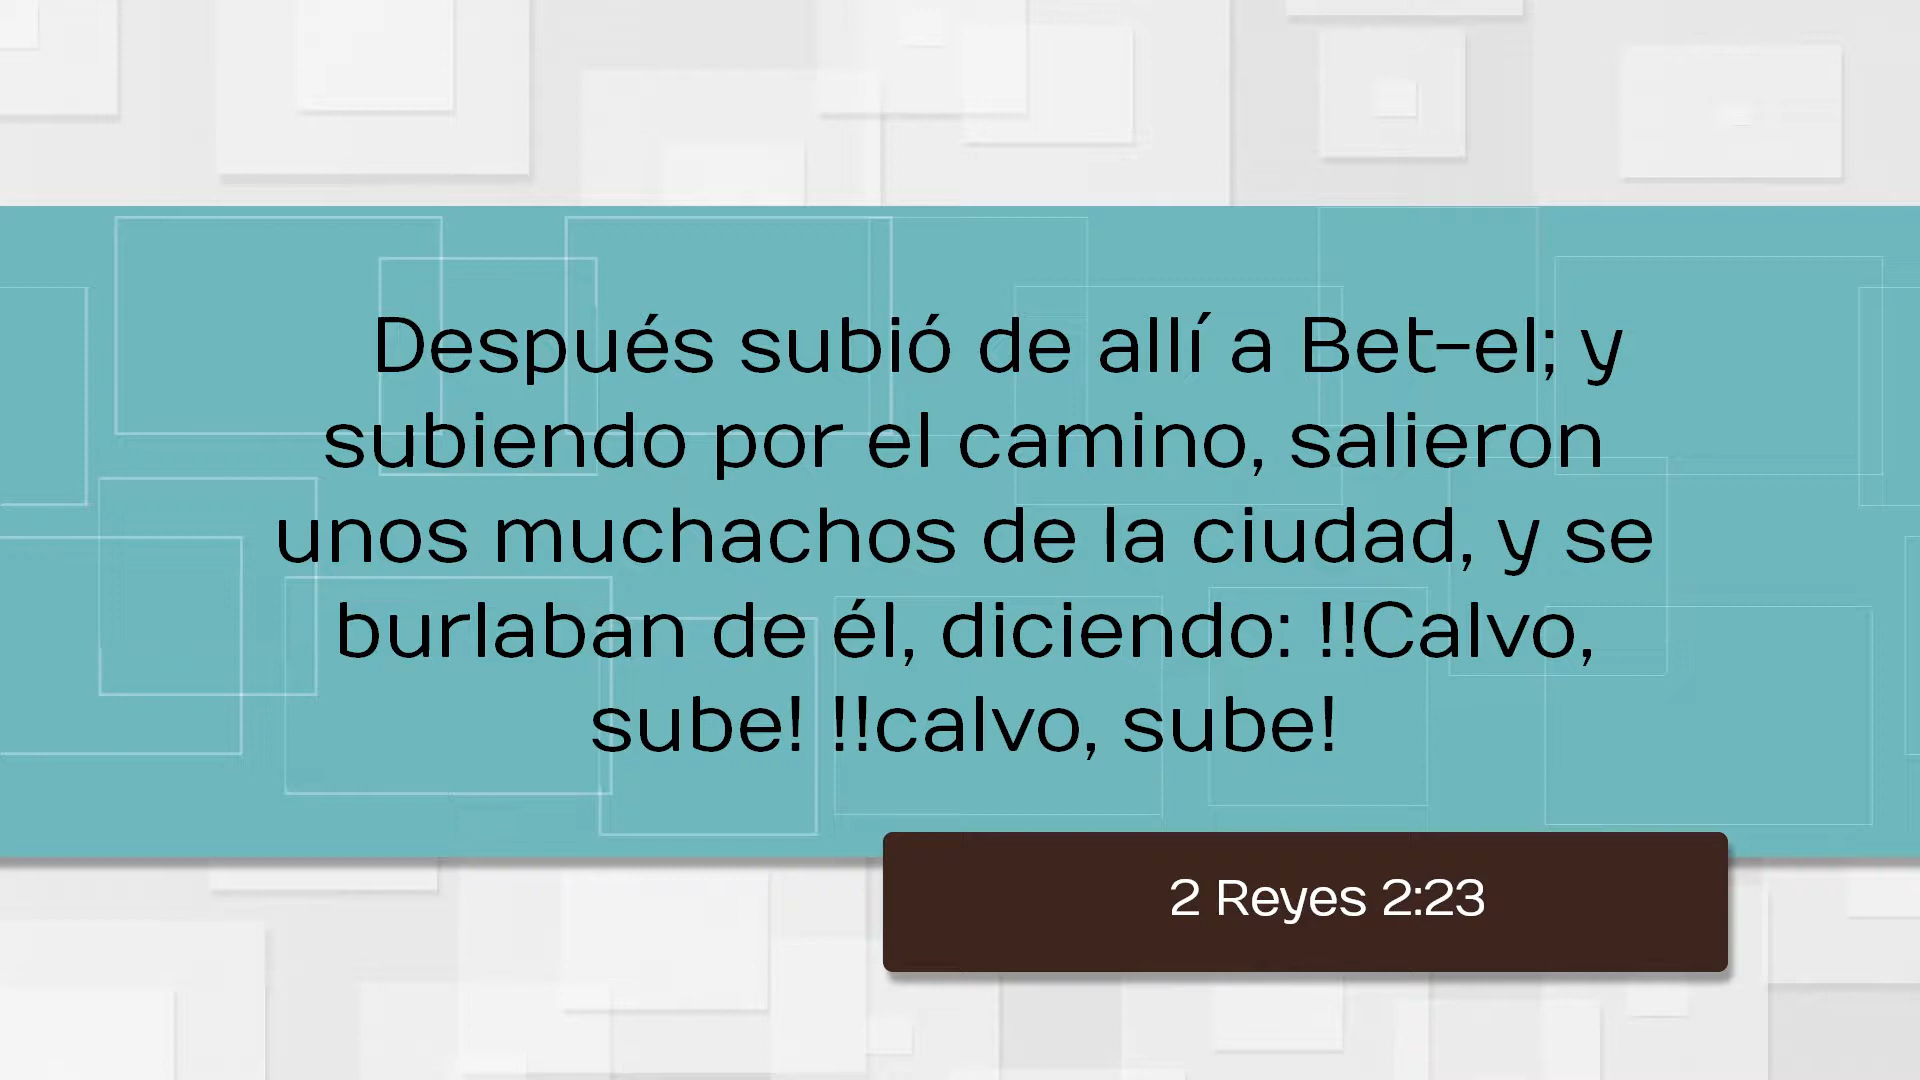 Después subió de allí a Bet-el; y
subiendo por el camino, salieron
unos muchachos de la ciudad, y se
burlaban de él, diciendo: !!Calvo,
sube! !!calvo, sube!
2 Reyes 2:23